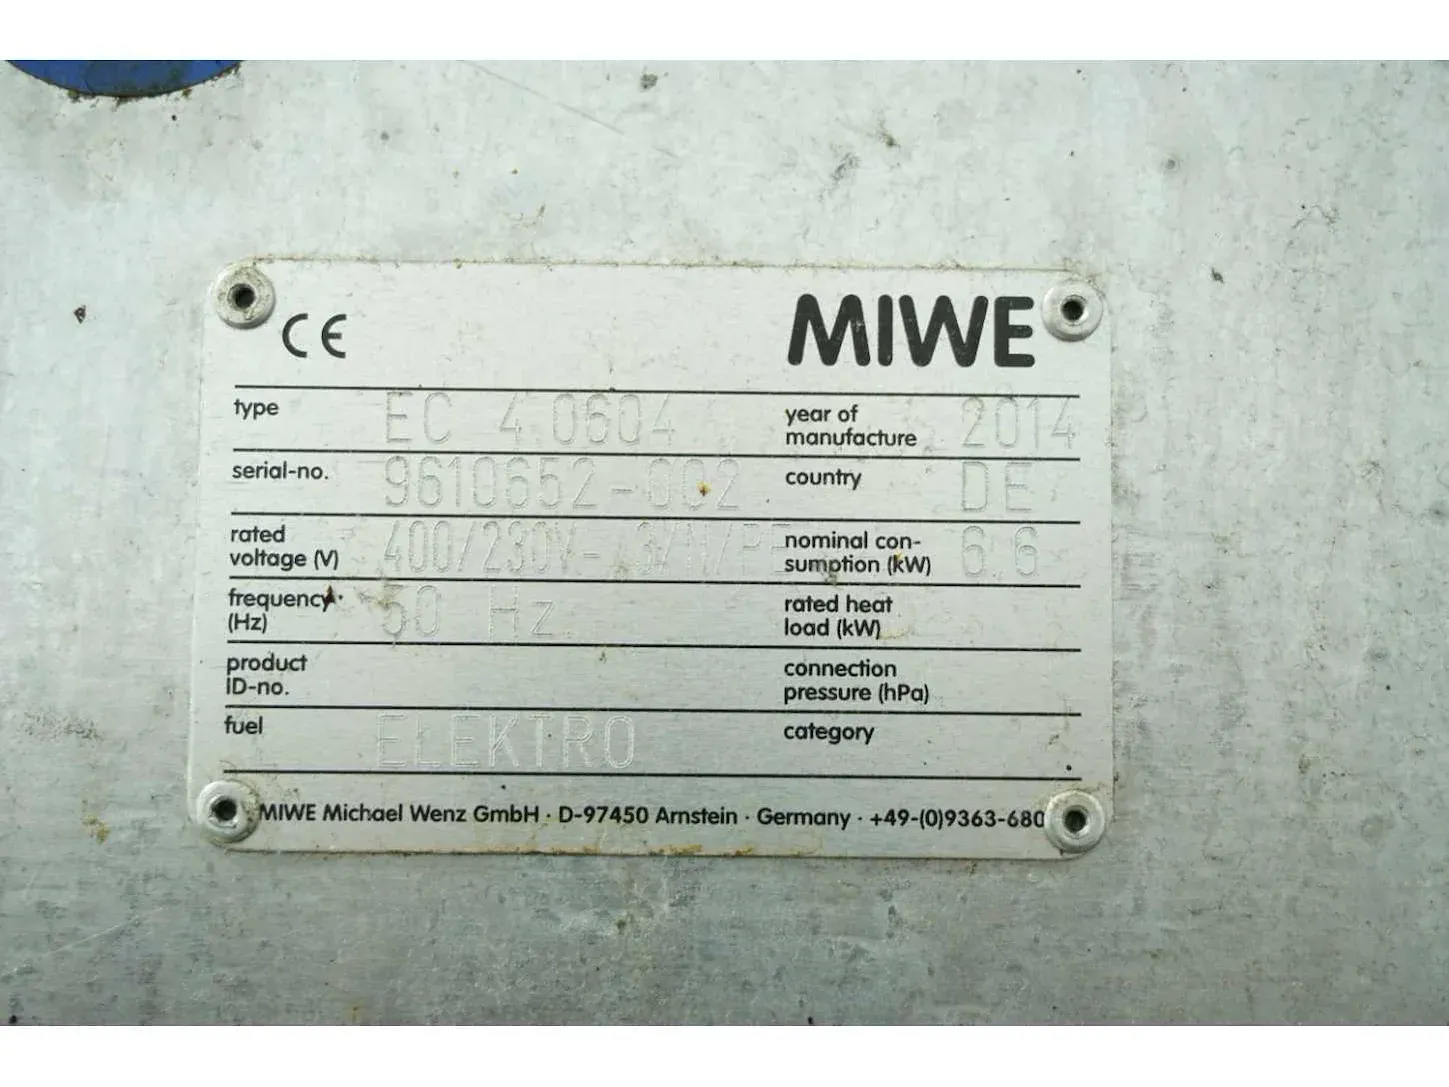 CE MIWE
type EC 4.0604 year of manufacture 2014
serial-no. 9610652-002 country DE
rated voltage (V) 400/230V- /3/N/PE nominal con-sumption (kW) 6.6
frequency (Hz) 50 Hz rated heat load (kW)
product ID-no. connection pressure (hPa)
fuel ELEKTRO category
MIWE Michael Wenz GmbH · D-97450 Arnstein · Germany · +49-(0)9363-680